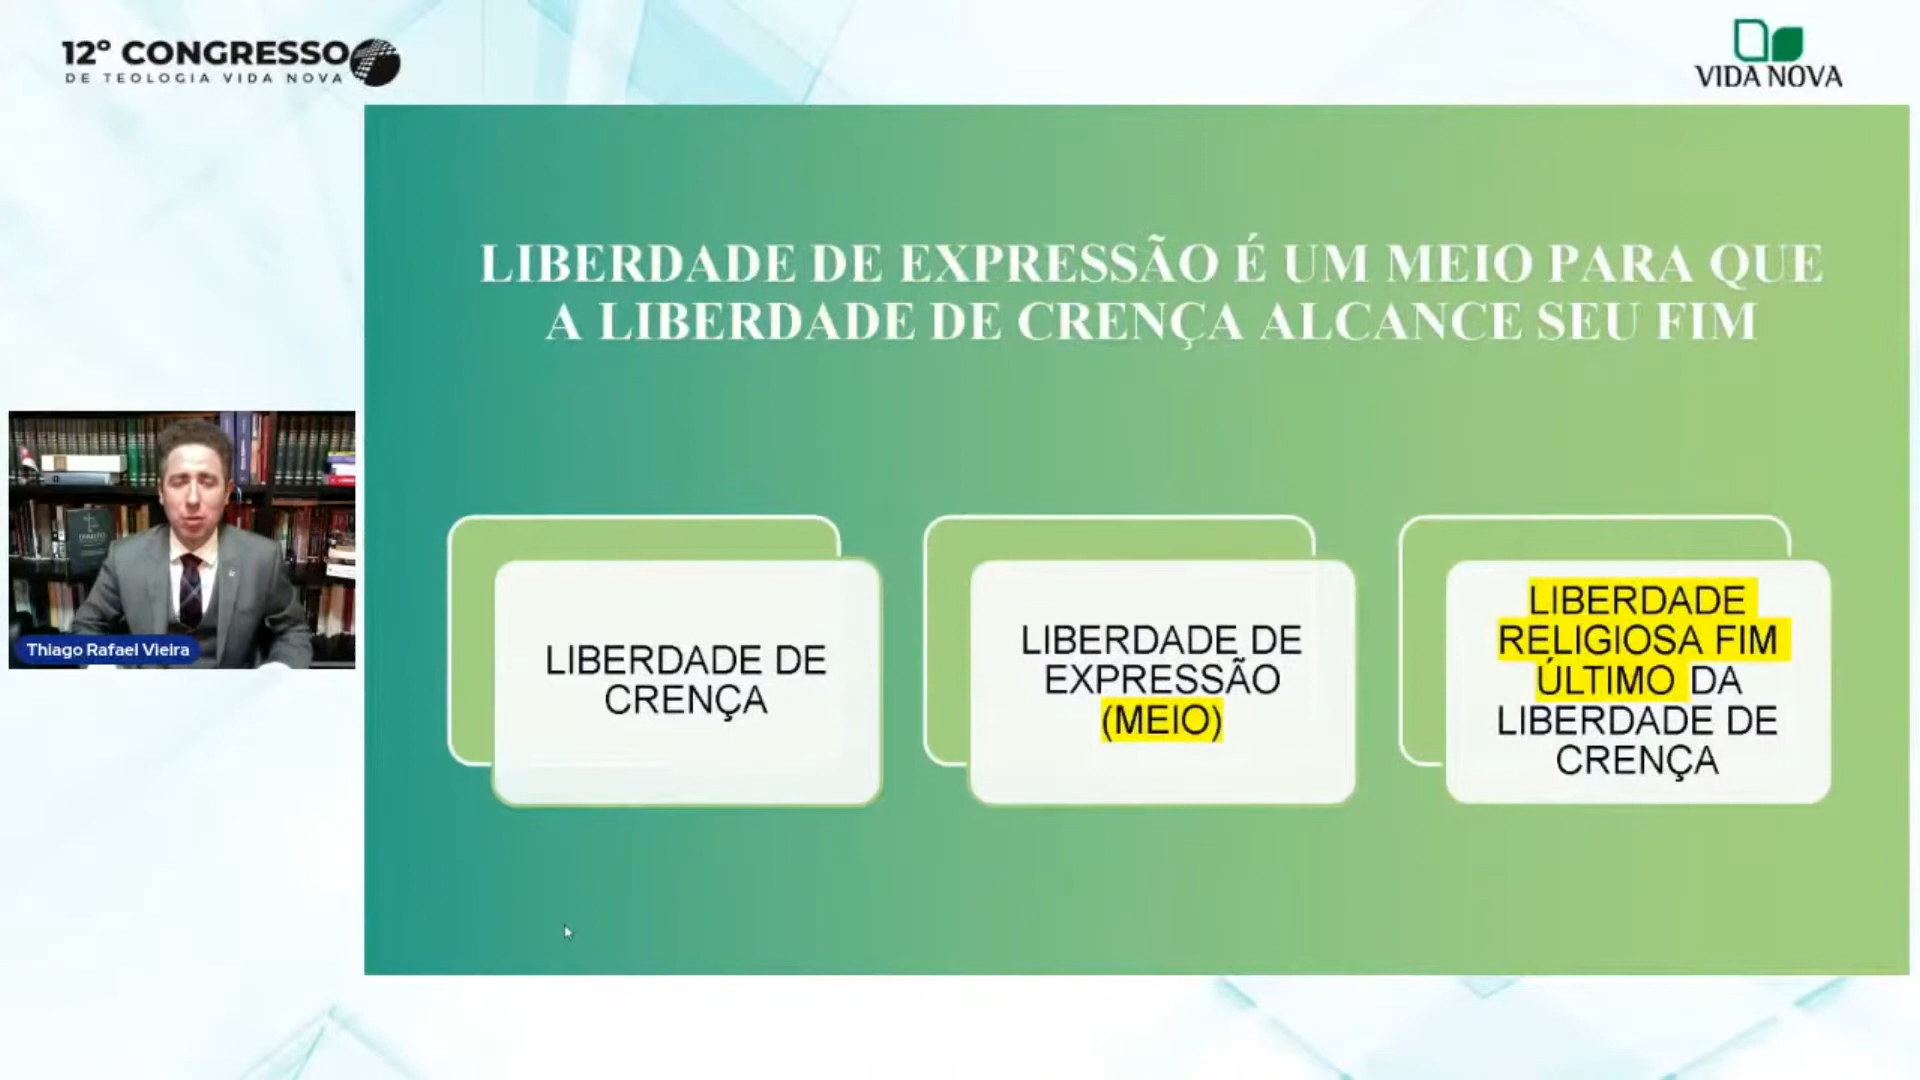 12º CONGRESSO
DE TEOLOGIA VIDA NOVA
VIDA NOVA
LIBERDADE DE EXPRESSÃO É UM MEIO PARA QUE
A LIBERDADE DE CRENÇA ALCANCE SEU FIM
Thiago Rafael Vieira
LIBERDADE DE
CRENÇA
LIBERDADE DE
EXPRESSÃO
(MEIO)
LIBERDADE
RELIGIOSA FIM
ÚLTIMO DA
LIBERDADE DE
CRENÇA